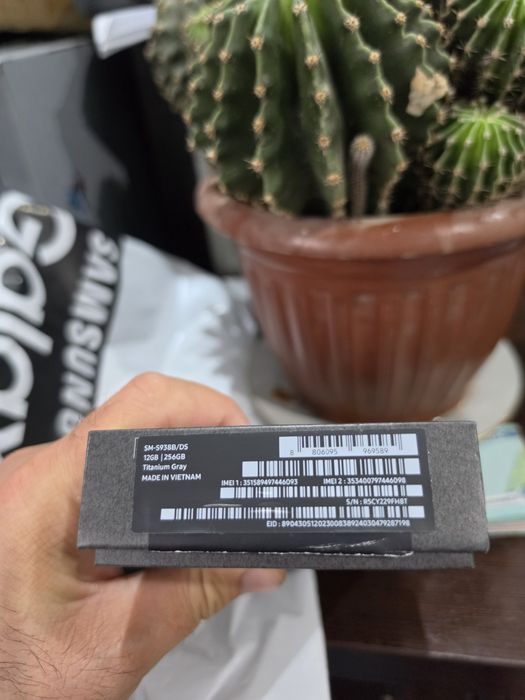 Galax
SAMSUNG
SM-S938B/DS
12GB | 256GB
Titanium Gray
MADE IN VIETNAM
8 806095 969589
IMEI 1 : 351589497446093 IMEI 2 : 353400797446098
S/N : R5CY229FH8T
EID : 89043051202300838924030479287198